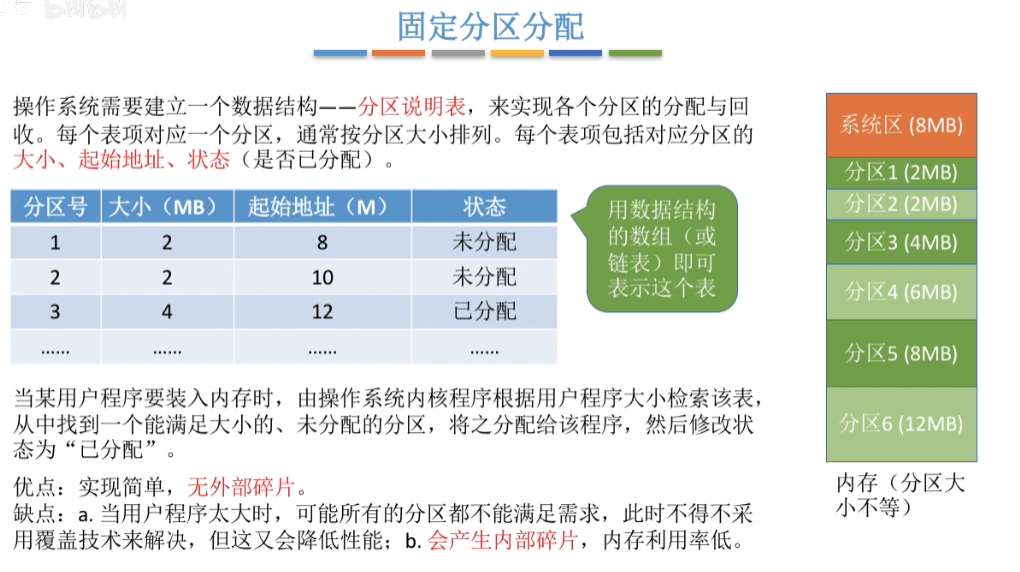 固定分区分配
操作系统需要建立一个数据结构——分区说明表，来实现各个分区的分配与回
收。每个表项对应一个分区，通常按分区大小排列。每个表项包括对应分区的
大小、起始地址、状态（是否已分配）。
分区号 大小（MB） 起始地址（M） 状态
1 2 8 未分配
2 2 10 未分配
3 4 12 已分配
...... ...... ...... ......
用数据结构
的数组（或
链表）即可
表示这个表
当某用户程序要装入内存时，由操作系统内核程序根据用户程序大小检索该表，
从中找到一个能满足大小的、未分配的分区，将之分配给该程序，然后修改状
态为“已分配”。
优点：实现简单，无外部碎片。
缺点：a. 当用户程序太大时，可能所有的分区都不能满足需求，此时不得不采
用覆盖技术来解决，但这又会降低性能；b. 会产生内部碎片，内存利用率低。
系统区 (8MB)
分区1 (2MB)
分区2 (2MB)
分区3 (4MB)
分区4 (6MB)
分区5 (8MB)
分区6 (12MB)
内存（分区大
小不等）